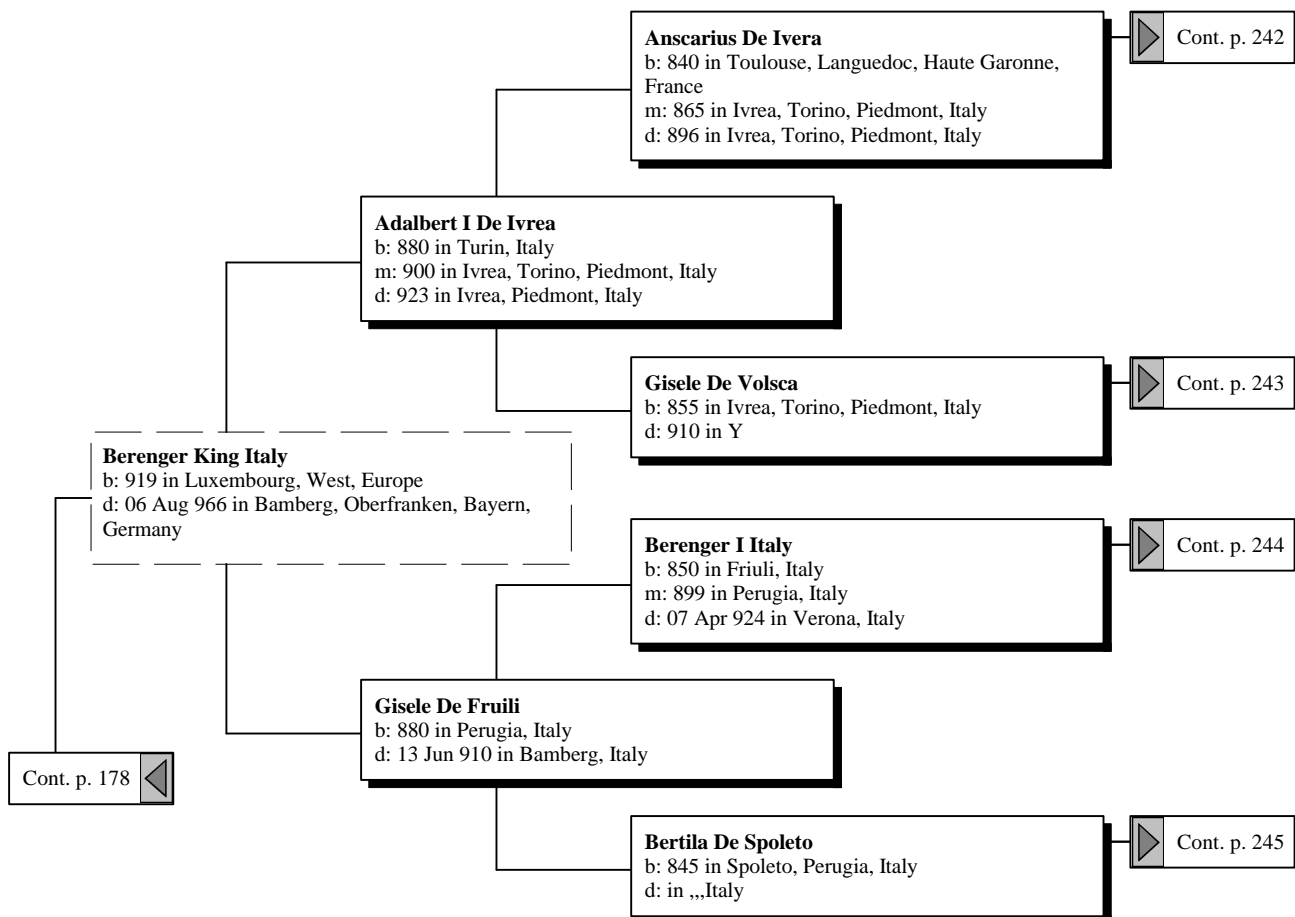 Anscarius De Ivera
b: 840 in Toulouse, Languedoc, Haute Garonne,
France
m: 865 in Ivrea, Torino, Piedmont, Italy
d: 896 in Ivrea, Torino, Piedmont, Italy
Cont. p. 242
Adalbert I De Ivrea
b: 880 in Turin, Italy
m: 900 in Ivrea, Torino, Piedmont, Italy
d: 923 in Ivrea, Piedmont, Italy
Gisele De Volsca
b: 855 in Ivrea, Torino, Piedmont, Italy
d: 910 in Y
Cont. p. 243
Berenger King Italy
b: 919 in Luxembourg, West, Europe
d: 06 Aug 966 in Bamberg, Oberfranken, Bayern,
Germany
Berenger I Italy
b: 850 in Friuli, Italy
m: 899 in Perugia, Italy
d: 07 Apr 924 in Verona, Italy
Cont. p. 244
Gisele De Fruili
b: 880 in Perugia, Italy
d: 13 Jun 910 in Bamberg, Italy
Cont. p. 178
Bertila De Spoleto
b: 845 in Spoleto, Perugia, Italy
d: in ,,,Italy
Cont. p. 245